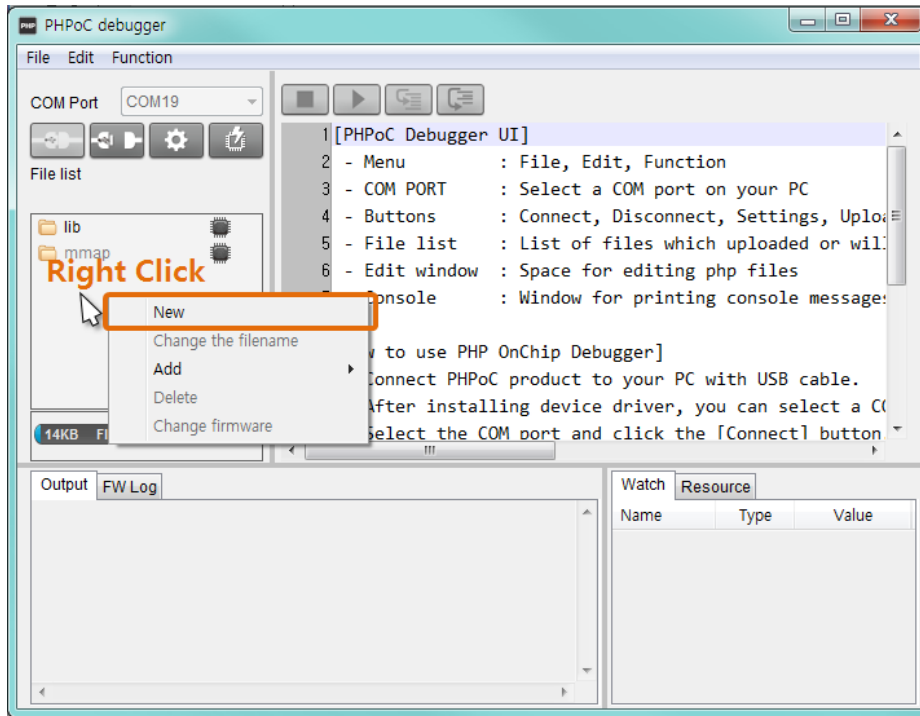 PHP PHPoC debugger
File Edit Function
COM Port COM19
File list
lib
mmap
Right Click
New
Change the filename
Add
Delete
Change firmware
14KB
1 [PHPoC Debugger UI]
2 - Menu : File, Edit, Function
3 - COM PORT : Select a COM port on your PC
4 - Buttons : Connect, Disconnect, Settings, Uploa
5 - File list : List of files which uploaded or wil
6 - Edit window : Space for editing php files
onsole : Window for printing console message
to use PHP OnChip Debugger]
Connect PHPoC product to your PC with USB cable.
After installing device driver, you can select a CO
Select the COM port and click the [Connect] button
Output FW Log
Watch Resource
Name Type Value